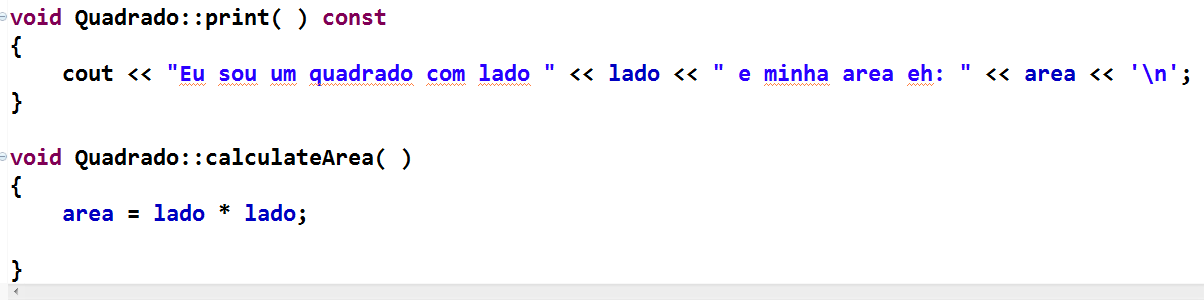 void Quadrado::print( ) const
{
    cout << "Eu sou um quadrado com lado " << lado << " e minha area eh: " << area << '\n';
}

void Quadrado::calculateArea( )
{
    area = lado * lado;

}